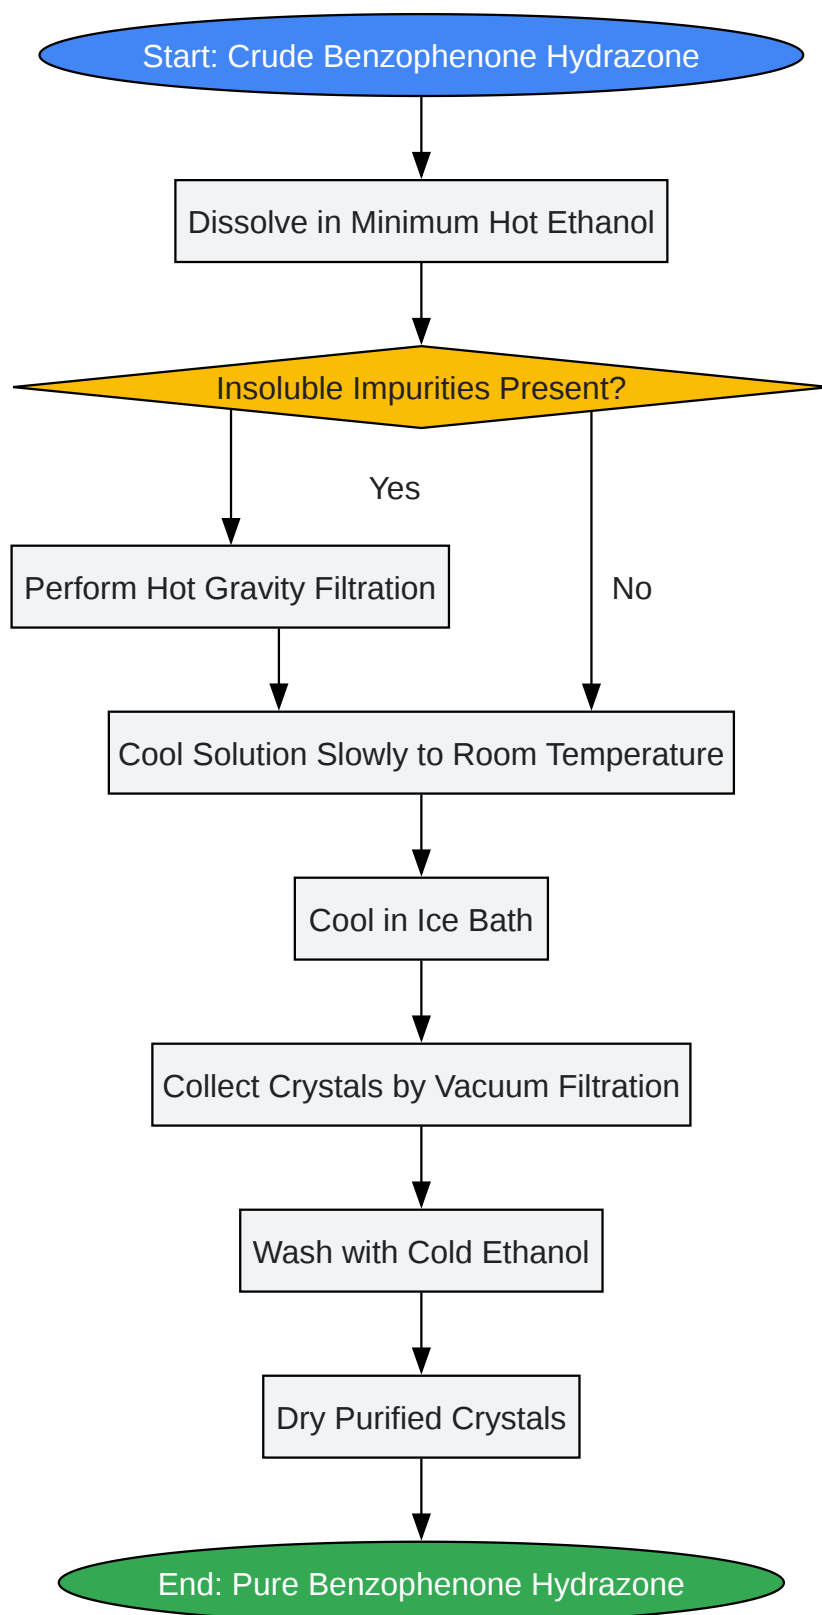 Start: Crude Benzophenone Hydrazone
Dissolve in Minimum Hot Ethanol
Insoluble Impurities Present?
Yes
Perform Hot Gravity Filtration
No
Cool Solution Slowly to Room Temperature
Cool in Ice Bath
Collect Crystals by Vacuum Filtration
Wash with Cold Ethanol
Dry Purified Crystals
End: Pure Benzophenone Hydrazone